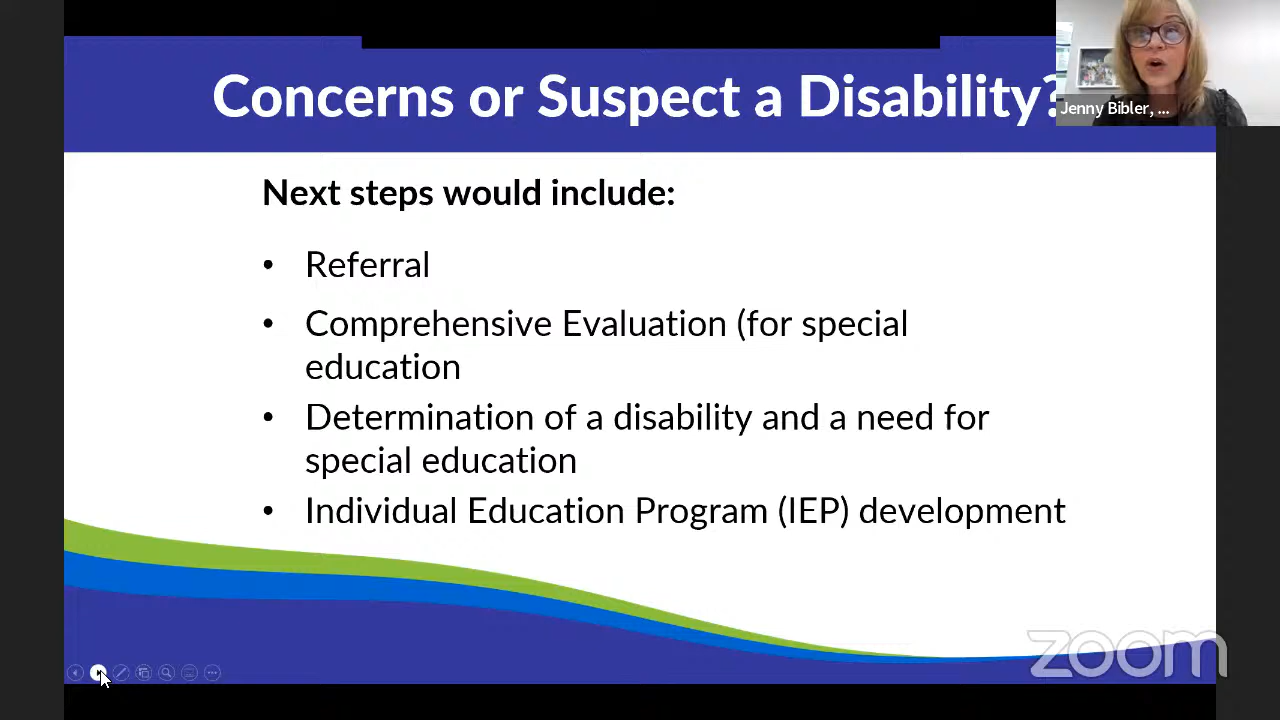 Concerns or Suspect a Disability?
Jenny Bibler, ...
Next steps would include:
• Referral
• Comprehensive Evaluation (for special
education
• Determination of a disability and a need for
special education
• Individual Education Program (IEP) development
zoom